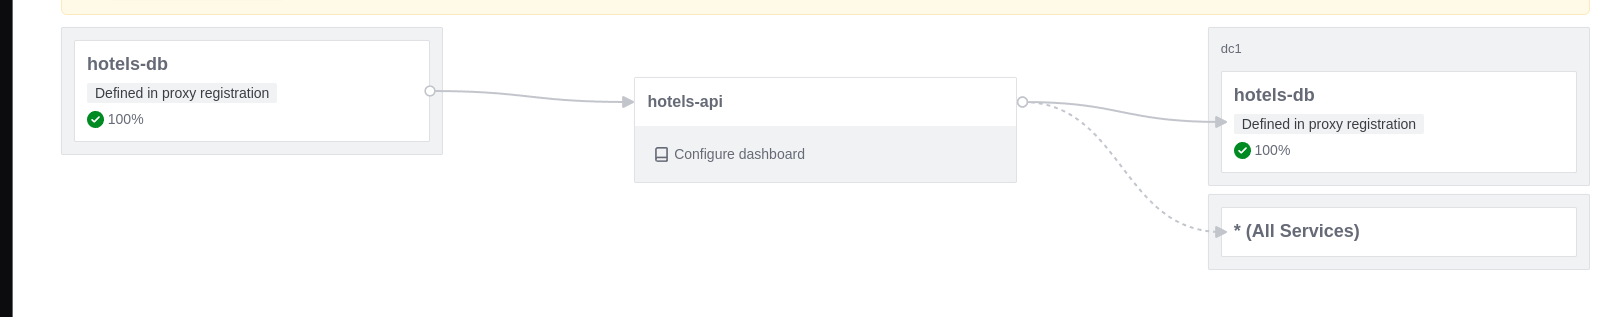 hotels-db
Defined in proxy registration
100%
hotels-api
Configure dashboard
dc1
hotels-db
Defined in proxy registration
100%
* (All Services)